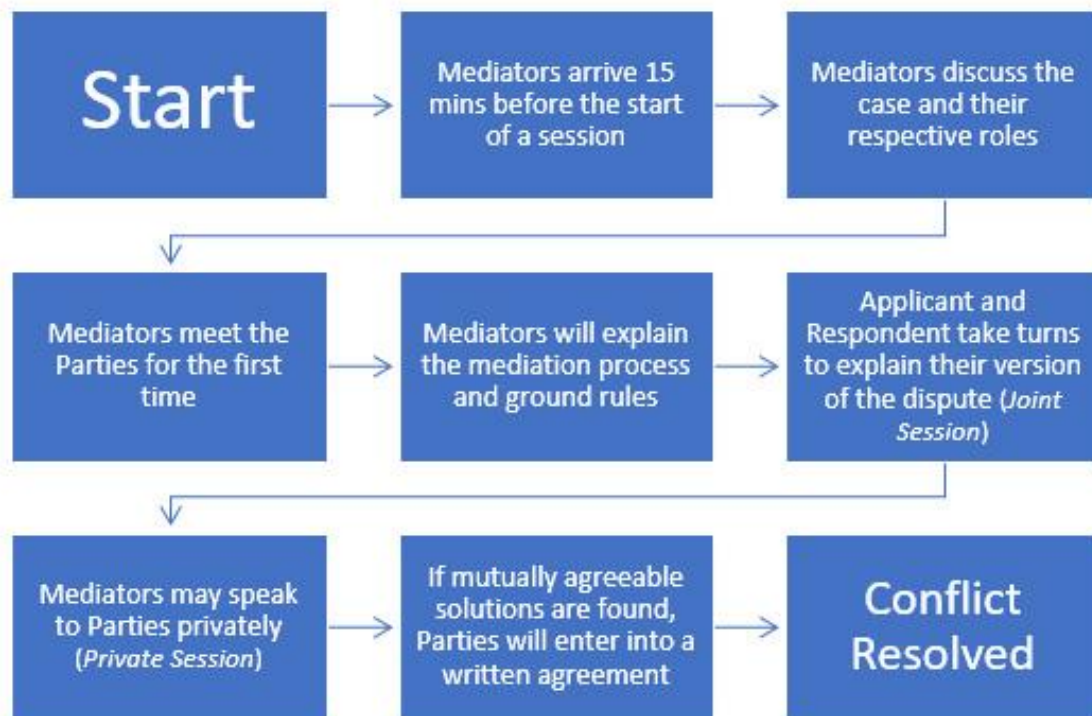 Start
Mediators arrive 15
mins before the start
of a session
Mediators discuss the
case and their
respective roles
Mediators meet the
Parties for the first
time
Mediators will explain
the mediation process
and ground rules
Applicant and
Respondent take turns
to explain their version
of the dispute (Joint
Session)
Mediators may speak
to Parties privately
(Private Session)
If mutually agreeable
solutions are found,
Parties will enter into a
written agreement
Conflict
Resolved